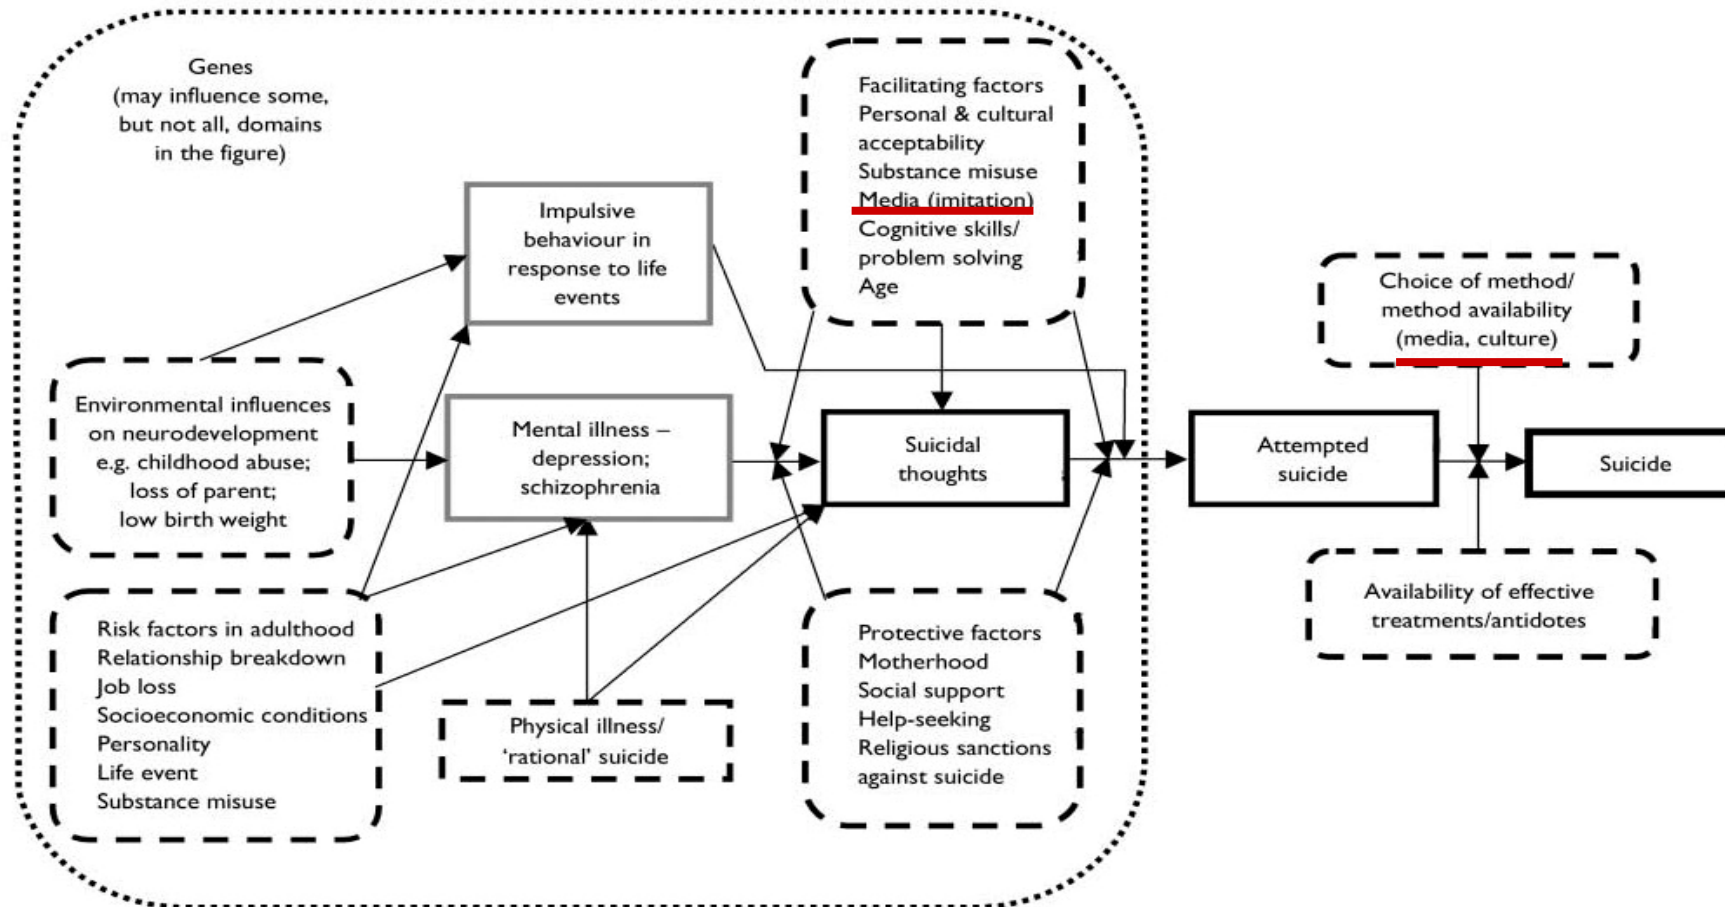 Genes
(may influence some,
but not all, domains
in the figure)
Facilitating factors
Personal & cultural
acceptability
Substance misuse
Media (imitation)
Cognitive skills/
problem solving
Age
Impulsive
behaviour in
response to life
events
Choice of method/
method availability
(media, culture)
Environmental influences
on neurodevelopment
e.g. childhood abuse;
loss of parent;
low birth weight
Mental illness –
depression;
schizophrenia
Suicidal
thoughts
Attempted
suicide
Suicide
Risk factors in adulthood
Relationship breakdown
Job loss
Socioeconomic conditions
Personality
Life event
Substance misuse
Physical illness/
‘rational’ suicide
Protective factors
Motherhood
Social support
Help-seeking
Religious sanctions
against suicide
Availability of effective
treatments/antidotes